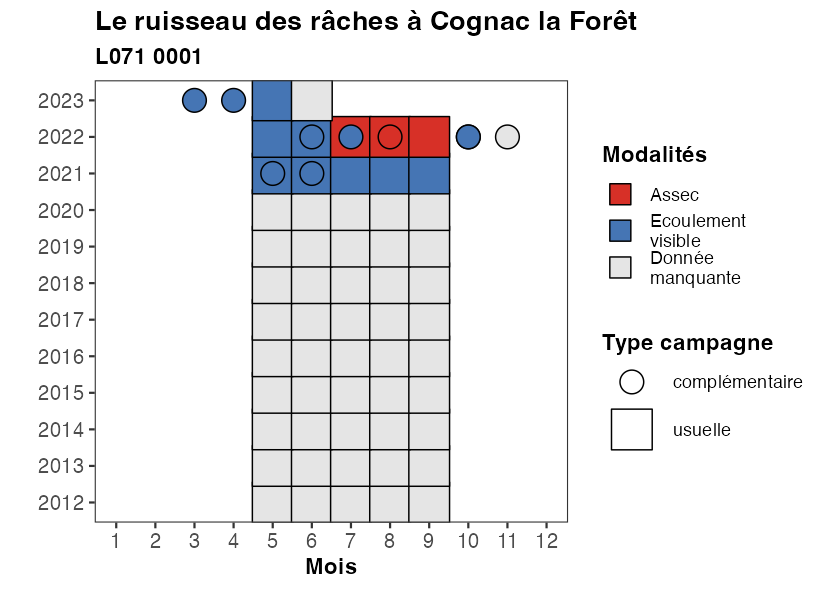 Le ruisseau des râches à Cognac la Forêt
L071 0001
2023
2022
2021
2020
2019
2018
2017
2016
2015
2014
2013
2012
1 2 3 4 5 6 7 8 9 10 11 12
Mois
Modalités
Assec
Ecoulement
visible
Donnée
manquante
Type campagne
complémentaire
usuelle